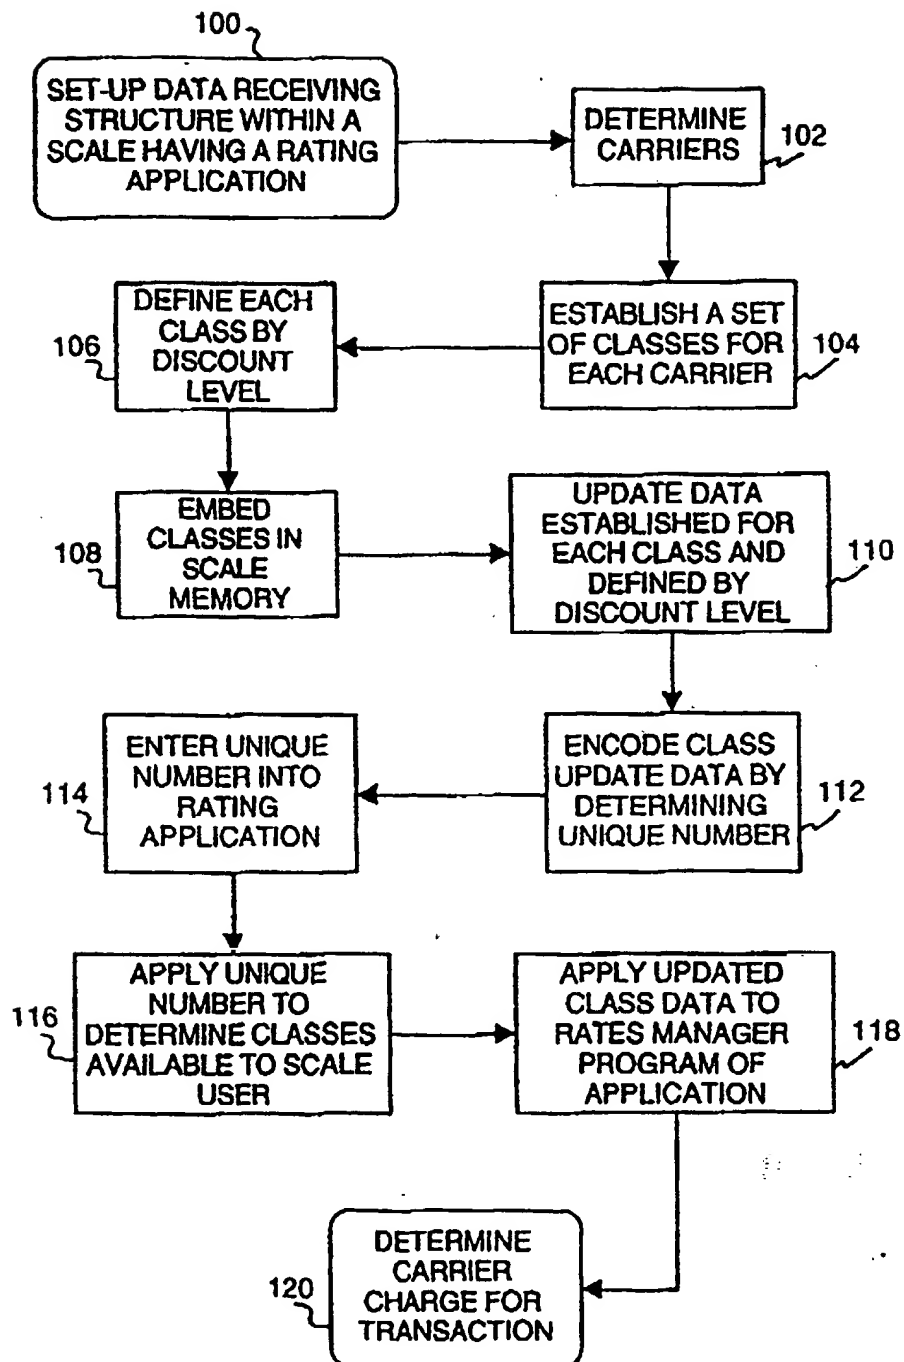 100
SET-UP DATA RECEIVING
STRUCTURE WITHIN A
SCALE HAVING A RATING
APPLICATION
DETERMINE
CARRIERS
102
DEFINE EACH
CLASS BY
DISCOUNT
LEVEL
106
ESTABLISH A SET
OF CLASSES FOR
EACH CARRIER
104
EMBED
CLASSES IN
SCALE
MEMORY
108
UPDATE DATA
ESTABLISHED FOR
EACH CLASS AND
DEFINED BY
DISCOUNT LEVEL
110
ENTER UNIQUE
NUMBER INTO
RATING
APPLICATION
114
ENCODE CLASS
UPDATE DATA BY
DETERMINING
UNIQUE NUMBER
112
APPLY UNIQUE
NUMBER TO
DETERMINE CLASSES
AVAILABLE TO SCALE
USER
116
APPLY UPDATED
CLASS DATA TO
RATES MANAGER
PROGRAM OF
APPLICATION
118
DETERMINE
CARRIER
CHARGE FOR
TRANSACTION
120